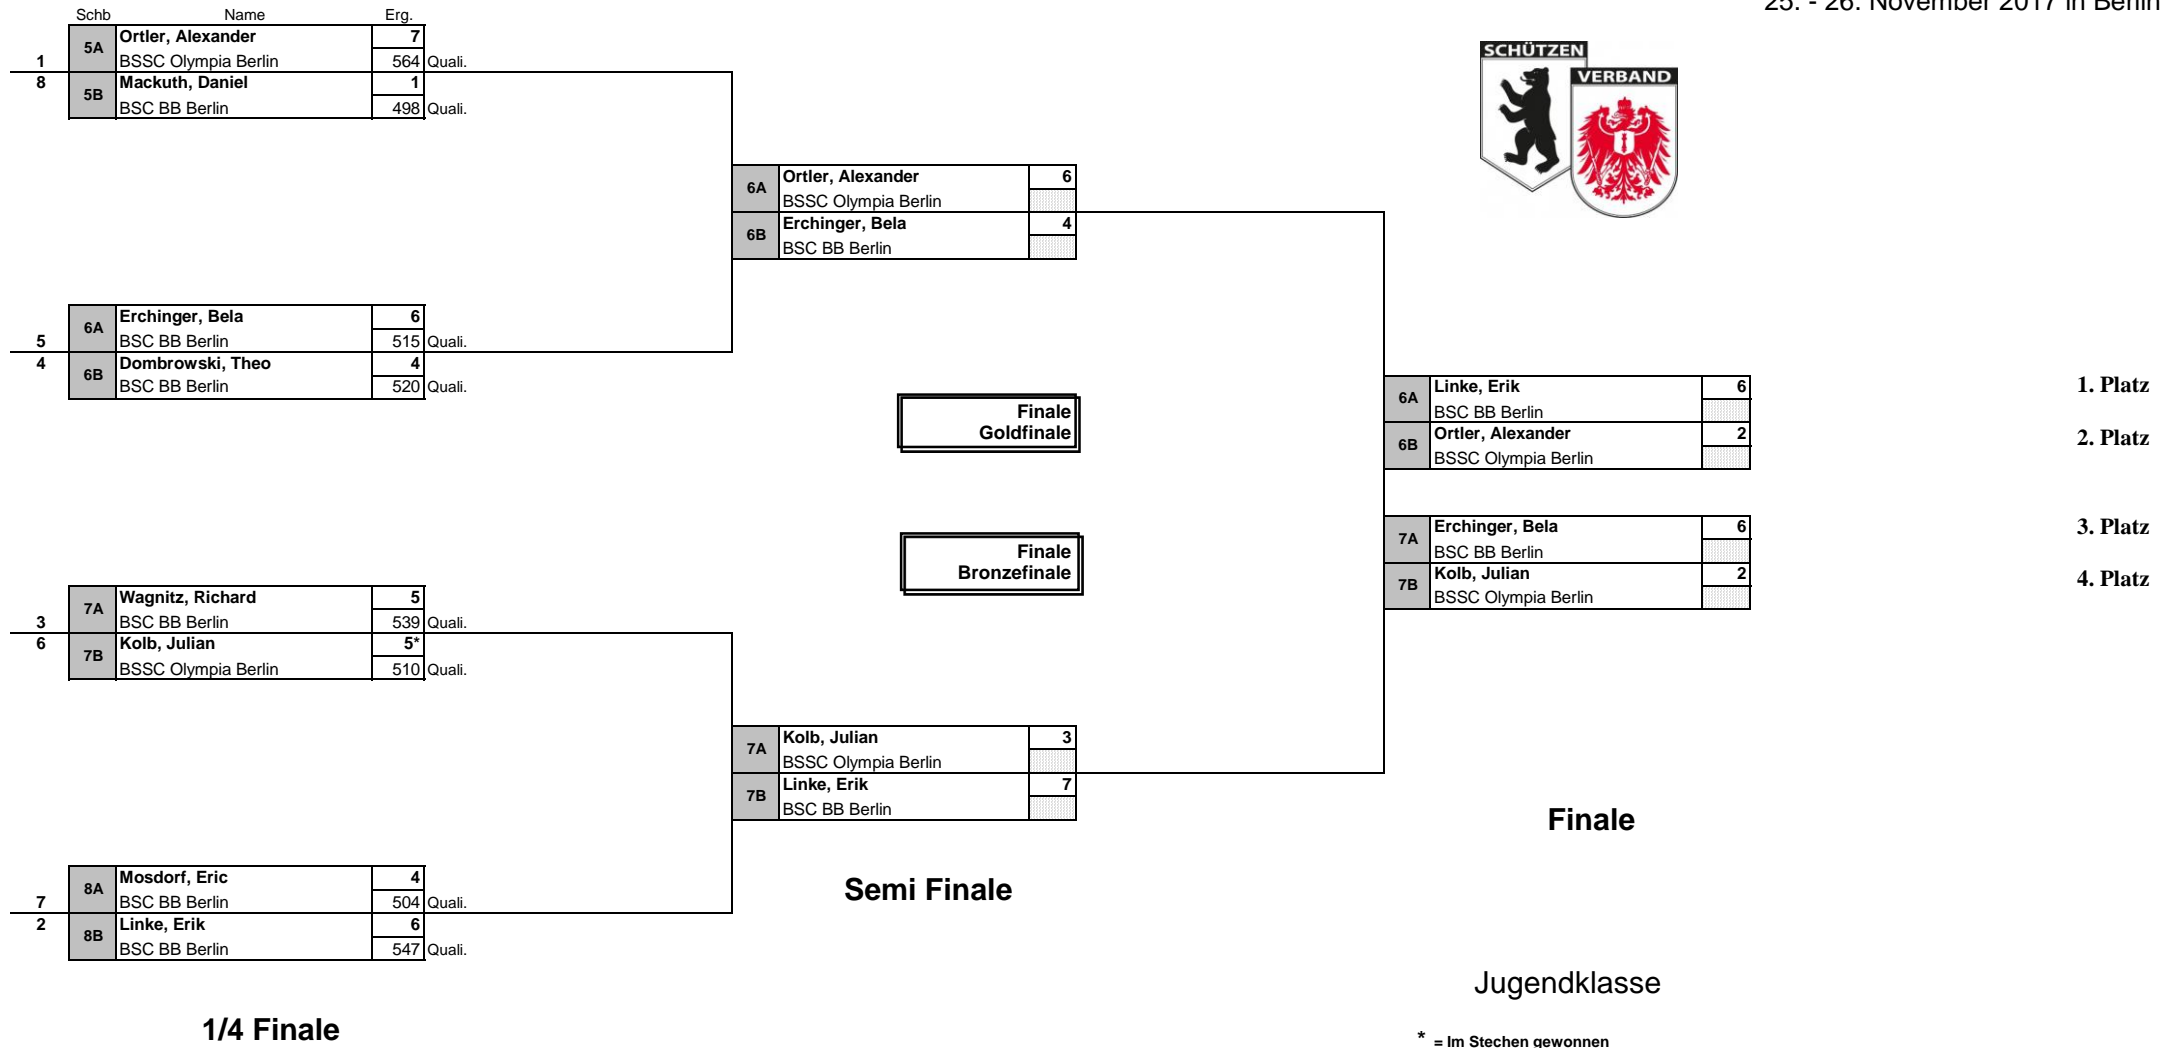 25. - 26. November 2017 in Berlin
Schb Name Erg.
5A Ortler, Alexander 7
1 BSSC Olympia Berlin 564 Quali.
8 5B Mackuth, Daniel 1
BSC BB Berlin 498 Quali.
SCHÜTZEN
VERBAND
6A Ortler, Alexander 6
BSSC Olympia Berlin
6B Erchinger, Bela 4
BSC BB Berlin
6A Erchinger, Bela 6
5 BSC BB Berlin 515 Quali.
4 6B Dombrowski, Theo 4
BSC BB Berlin 520 Quali.
Finale
Goldfinale
6A Linke, Erik 6 1. Platz
BSC BB Berlin
6B Ortler, Alexander 2 2. Platz
BSSC Olympia Berlin
Finale
Bronzefinale
7A Erchinger, Bela 6 3. Platz
BSC BB Berlin
7B Kolb, Julian 2 4. Platz
BSSC Olympia Berlin
7A Wagnitz, Richard 5
3 BSC BB Berlin 539 Quali.
6 7B Kolb, Julian 5*
BSSC Olympia Berlin 510 Quali.
7A Kolb, Julian 3
BSSC Olympia Berlin
7B Linke, Erik 7
BSC BB Berlin
Finale
8A Mosdorf, Eric 4
7 BSC BB Berlin 504 Quali.
2 8B Linke, Erik 6
BSC BB Berlin 547 Quali.
Semi Finale
Jugendklasse
1/4 Finale
* = Im Stechen gewonnen